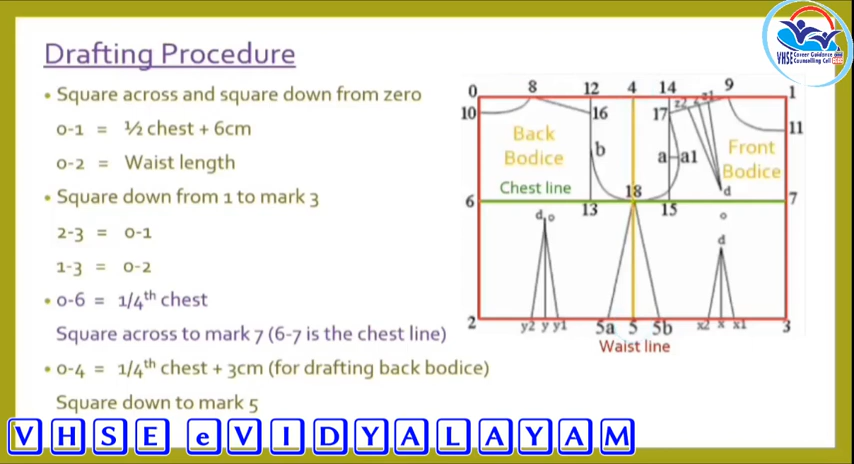 Drafting Procedure
• Square across and square down from zero
0-1 = ½ chest + 6cm
0-2 = Waist length
• Square down from 1 to mark 3
2-3 = 0-1
1-3 = 0-2
• 0-6 = 1/4th chest
Square across to mark 7 (6-7 is the chest line)
• 0-4 = 1/4th chest + 3cm (for drafting back bodice)
Square down to mark 5
0 8 12 4 14 9 1
z2 z z1
10 16 17 11
Back Bodice
b
a a1
Front Bodice
Chest line
18
d
6 13 15 7
d o
o
d
2 y2 y y1 5a 5 5b x2 x x1 3
Waist line
VHSE Career Guidance Counselling Cell
VHSE eVIDYALAYAM